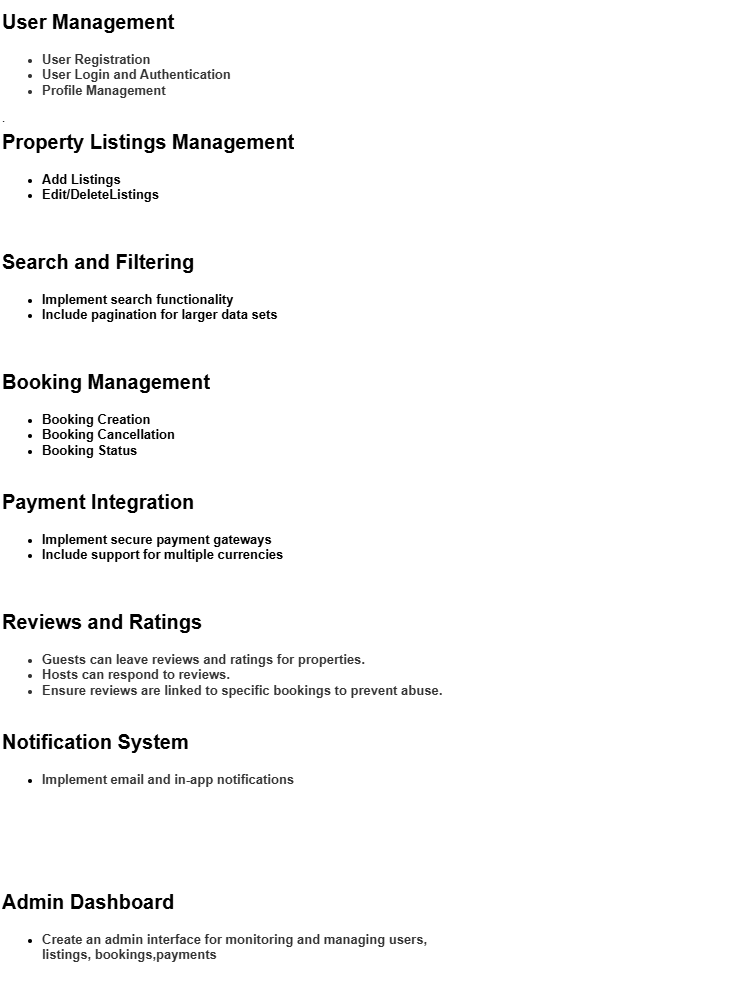 User Management
• User Registration
• User Login and Authentication
• Profile Management
.
Property Listings Management
• Add Listings
• Edit/DeleteListings
Search and Filtering
• Implement search functionality
• Include pagination for larger data sets
Booking Management
• Booking Creation
• Booking Cancellation
• Booking Status
Payment Integration
• Implement secure payment gateways
• Include support for multiple currencies
Reviews and Ratings
• Guests can leave reviews and ratings for properties.
• Hosts can respond to reviews.
• Ensure reviews are linked to specific bookings to prevent abuse.
Notification System
• Implement email and in-app notifications
Admin Dashboard
• Create an admin interface for monitoring and managing users,
listings, bookings,payments